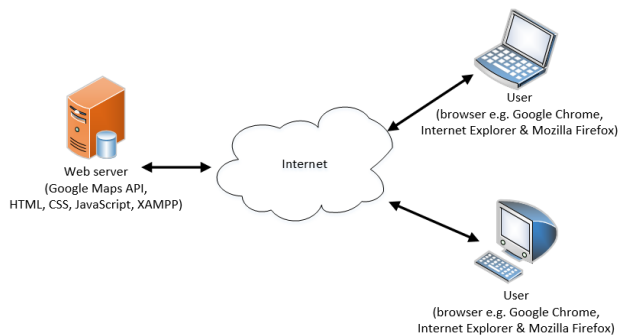 User
(browser e.g. Google Chrome,
Internet Explorer & Mozilla Firefox)
Internet
Web server
(Google Maps API,
HTML, CSS, JavaScript, XAMPP)
User
(browser e.g. Google Chrome,
Internet Explorer & Mozilla Firefox)